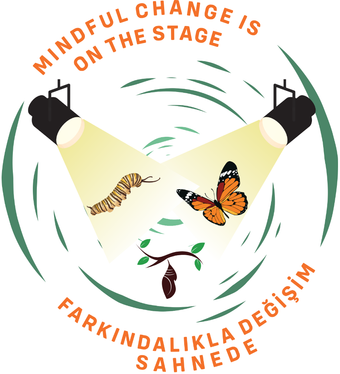 MINDFUL CHANGE IS
ON THE STAGE
FARKINDALIKLA DEĞİŞİM
SAHNEDE